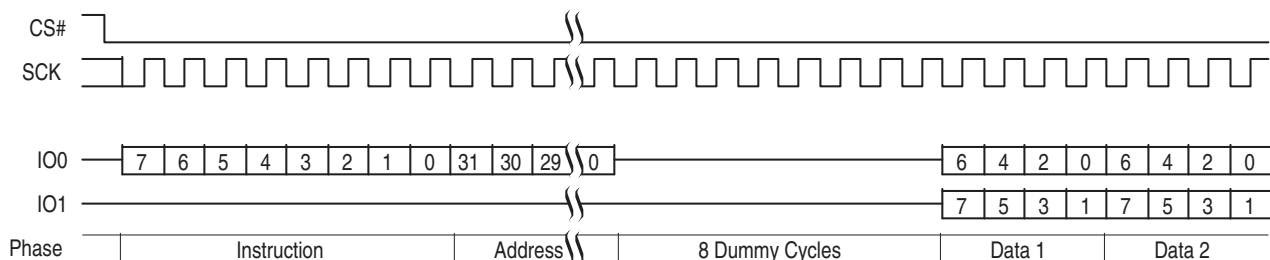 CS#
SCK
IO0 7 6 5 4 3 2 1 0 31 30 29 0 6 4 2 0 6 4 2 0
IO1 7 5 3 1 7 5 3 1
Phase Instruction Address 8 Dummy Cycles Data 1 Data 2